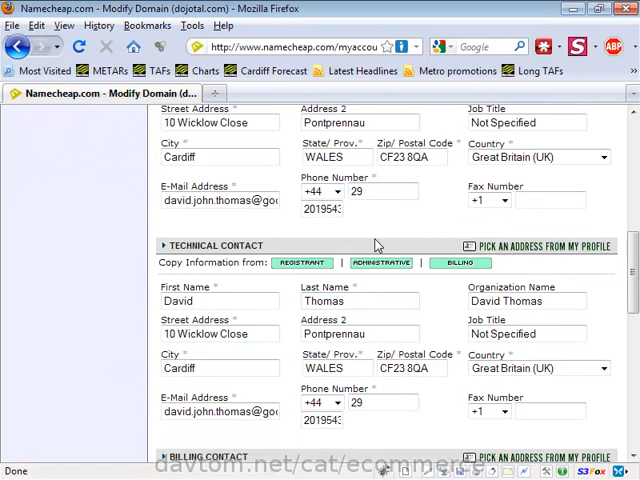 Namecheap.com - Modify Domain (dojotal.com) - Mozilla Firefox
File Edit View History Bookmarks Tools Help
http://www.namecheap.com/myaccou Google S ABP
Most Visited METARs TAFs Charts Cardiff Forecast Latest Headlines Metro promotions Long TAFs
Namecheap.com - Modify Domain (d...
Street Address * Address 2 Job Title
10 Wicklow Close Pontprennau Not Specified
City * State/ Prov. * Zip/ Postal Code * Country *
Cardiff WALES CF23 8QA Great Britain (UK)
E-Mail Address * Phone Number * Fax Number
david.john.thomas@goo +44 29 +1
TECHNICAL CONTACT PICK AN ADDRESS FROM MY PROFILE
Copy Information from: REGISTRANT | ADMINISTRATIVE | BILLING
First Name * Last Name * Organization Name
David Thomas David Thomas
Street Address * Address 2 Job Title
10 Wicklow Close Pontprennau Not Specified
City * State/ Prov. * Zip/ Postal Code * Country *
Cardiff WALES CF23 8QA Great Britain (UK)
E-Mail Address * Phone Number * Fax Number
david.john.thomas@goo +44 29 +1
BILLING CONTACT PICK AN ADDRESS FROM MY PROFILE
davtom.net/cat/ecommerce
Done S3Fox